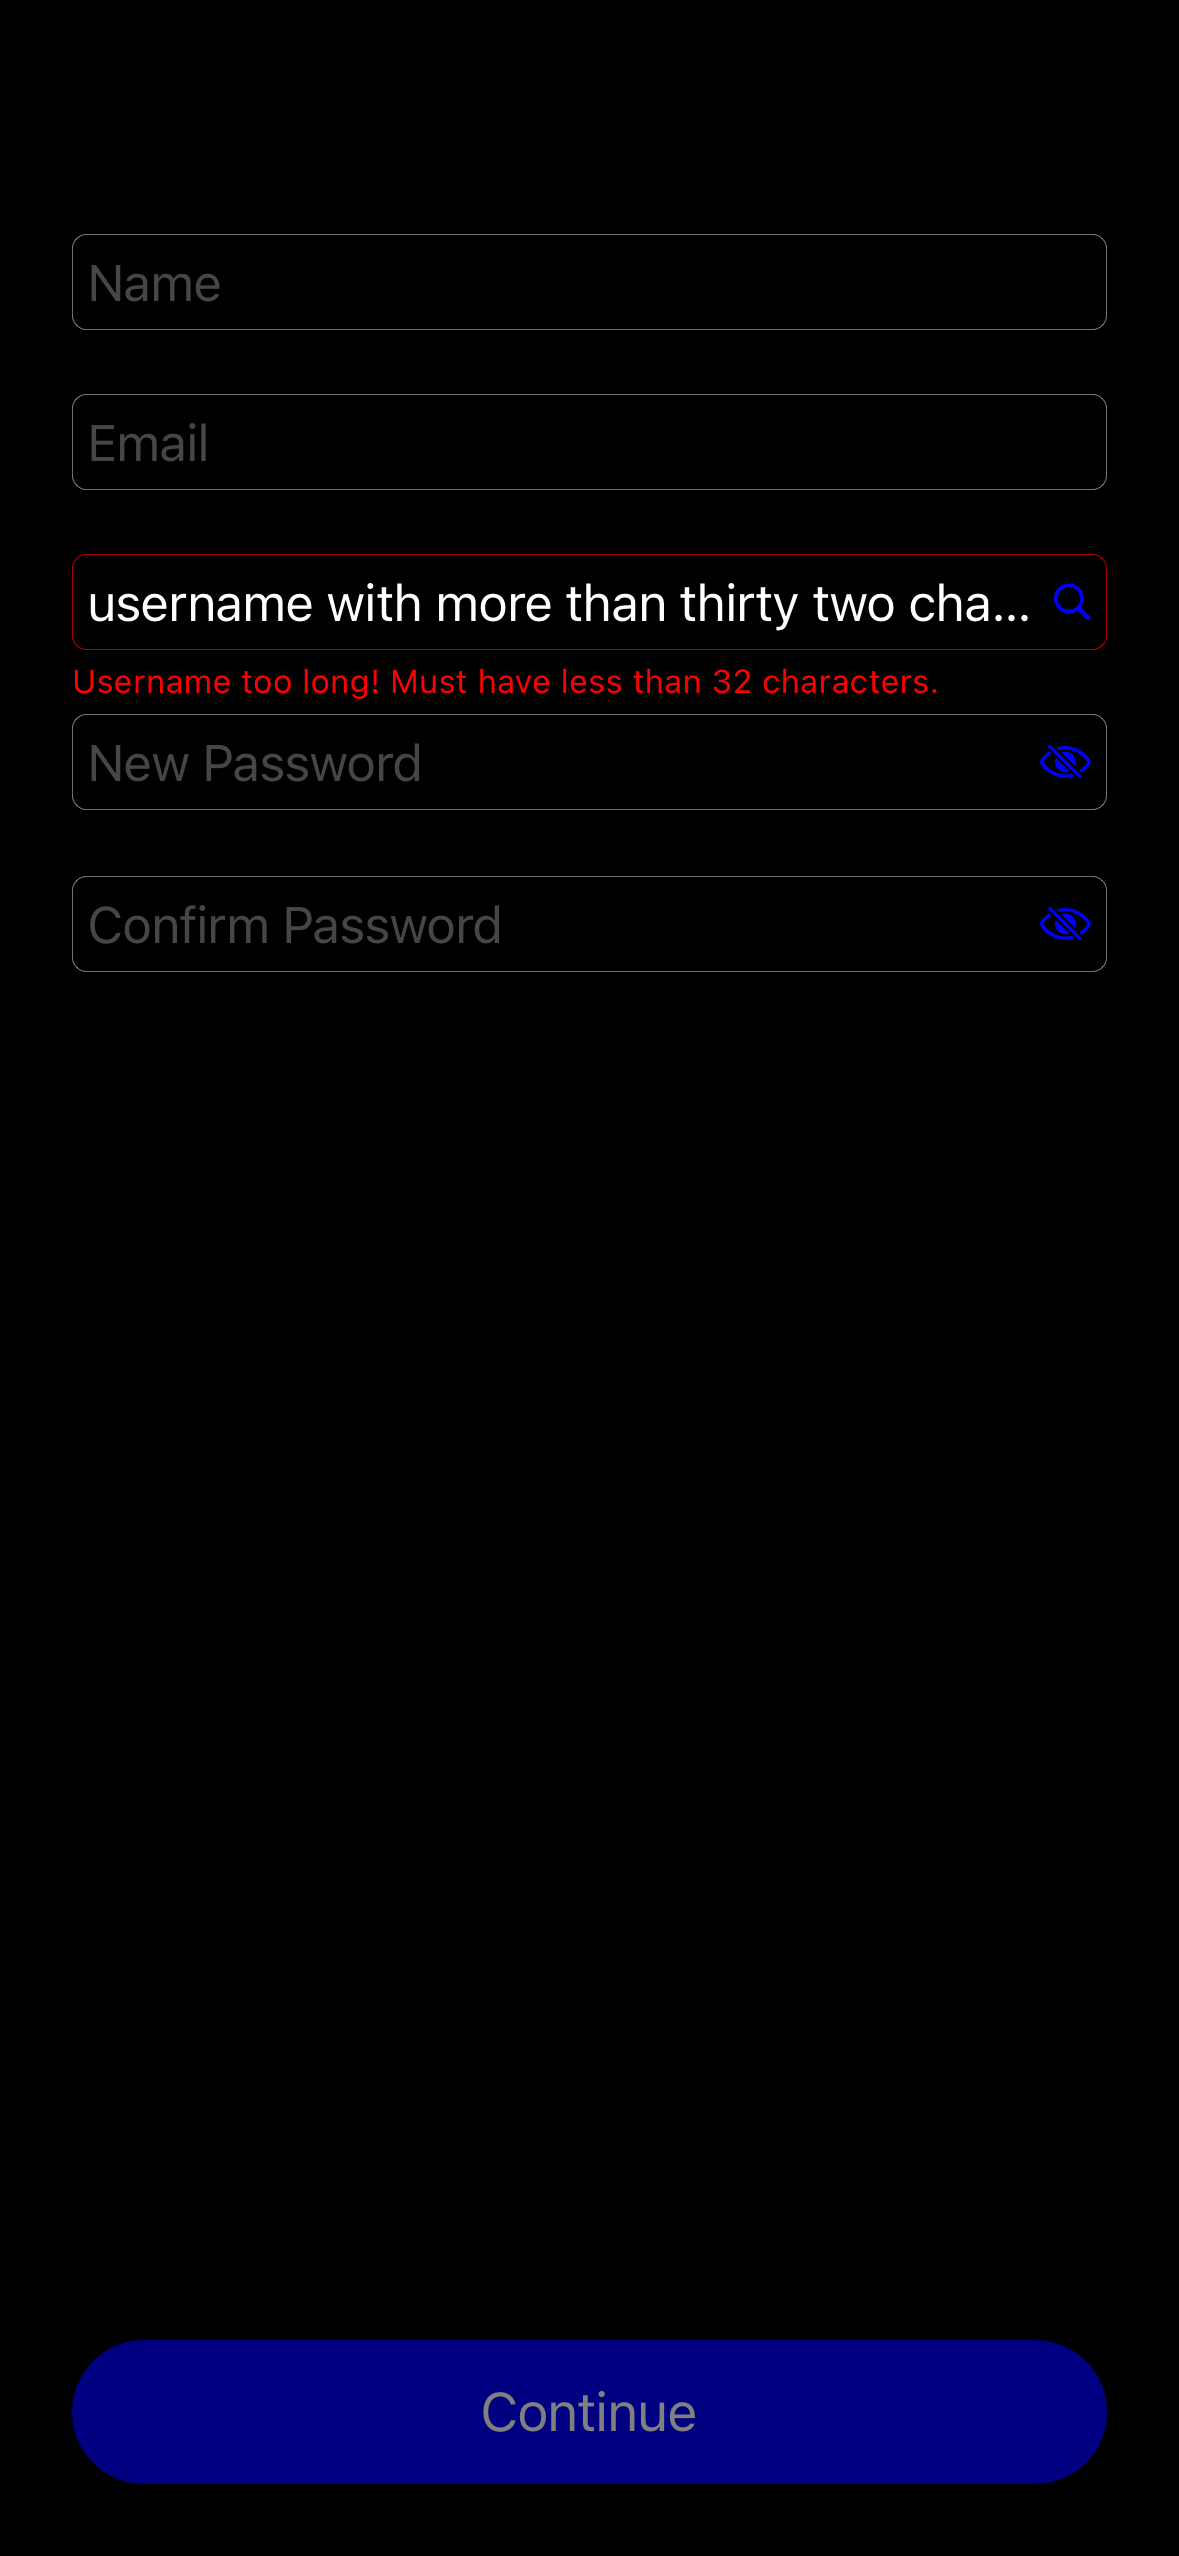 Name
Email
username with more than thirty two cha...
Username too long! Must have less than 32 characters.
New Password
Confirm Password
Continue